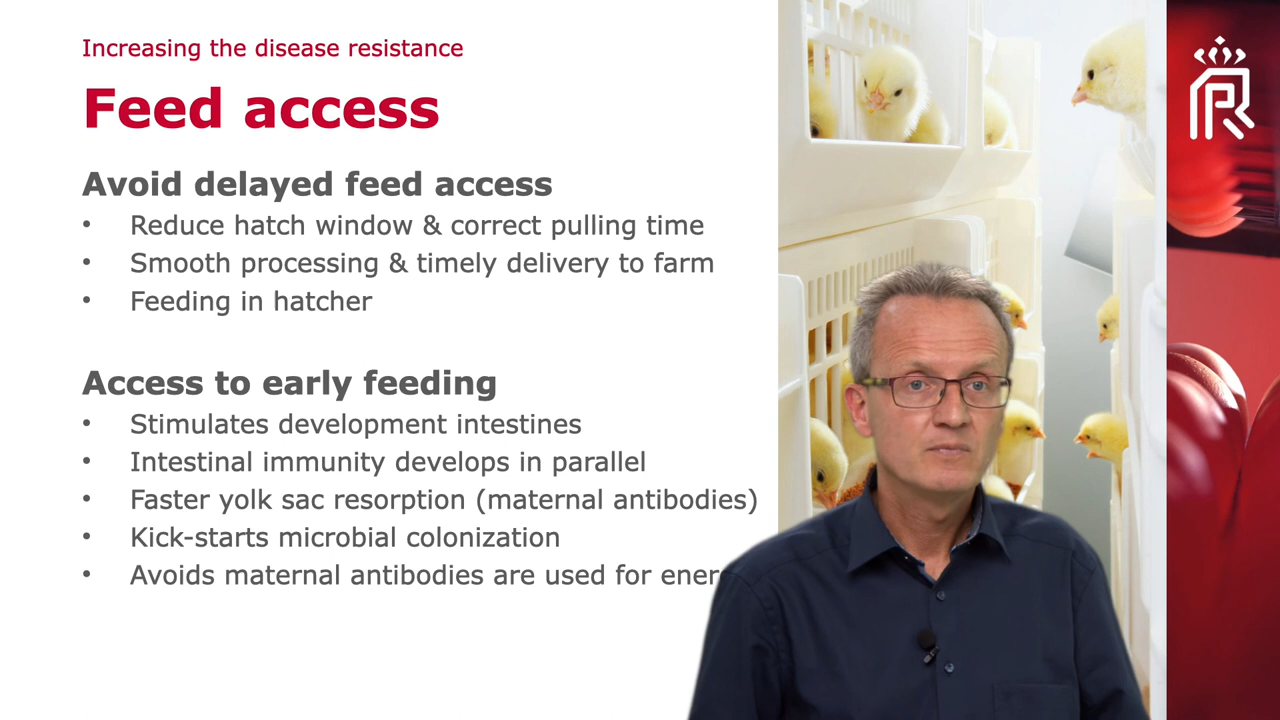 Increasing the disease resistance
Feed access
Avoid delayed feed access
• Reduce hatch window & correct pulling time
• Smooth processing & timely delivery to farm
• Feeding in hatcher
Access to early feeding
• Stimulates development intestines
• Intestinal immunity develops in parallel
• Faster yolk sac resorption (maternal antibodies)
• Kick-starts microbial colonization
• Avoids maternal antibodies are used for